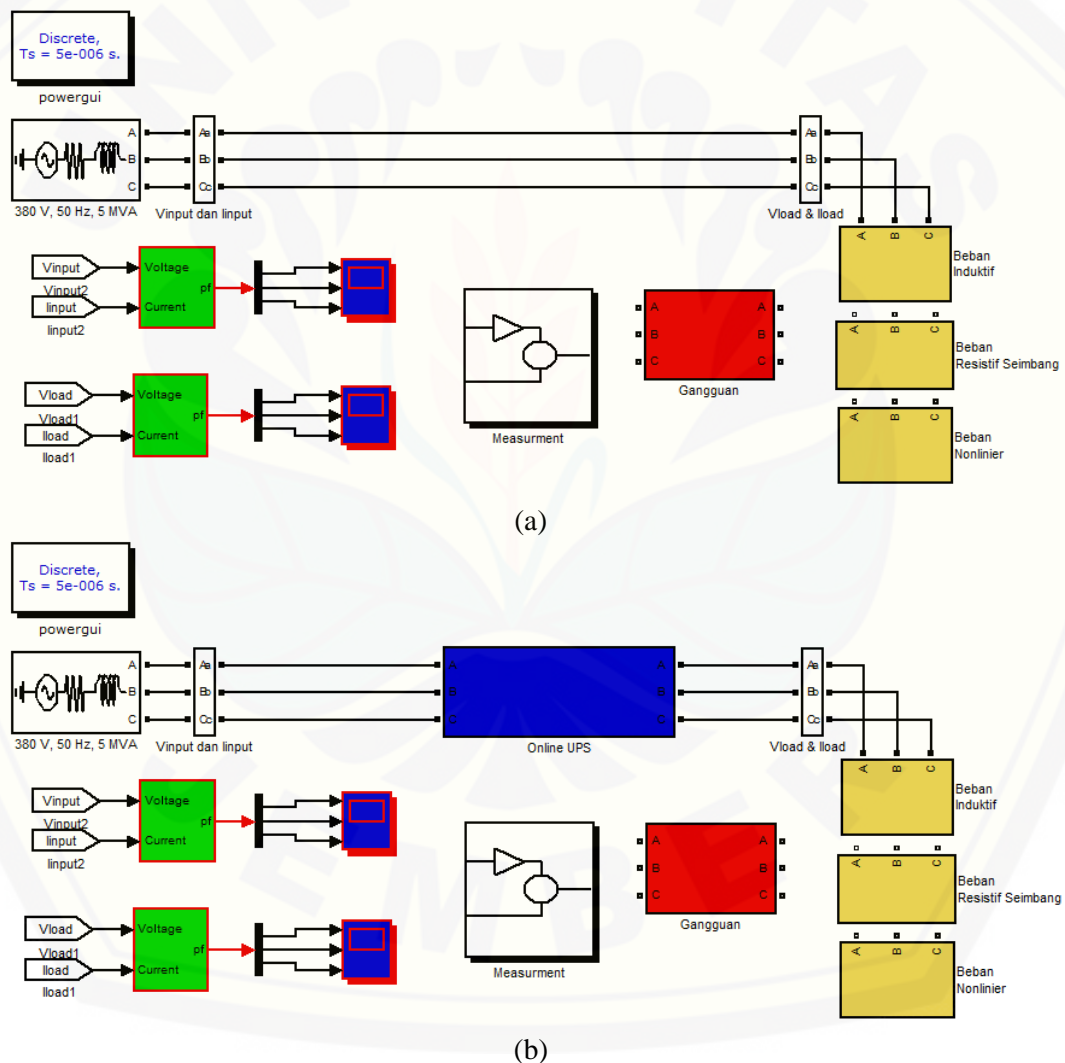 Discrete,
Ts = 5e-006 s.
powergui
A
B
C
380 V, 50 Hz, 5 MVA
Aa
Bb
Cc
Vinput dan Iinput
Aa
Bb
Cc
Vload & Iload
A B C
Beban
Induktif
Vinput
Vinput2
Iinput
Iinput2
Voltage
Current
pf
Measurment
A
B
C
A
B
C
Gangguan
A B C
Beban
Resistif Seimbang
Vload
Vload1
Iload
Iload1
Voltage
Current
pf
A B C
Beban
Nonlinier
(a)
Discrete,
Ts = 5e-006 s.
powergui
A
B
C
380 V, 50 Hz, 5 MVA
Aa
Bb
Cc
Vinput dan Iinput
A
B
C
A
B
C
Online UPS
Aa
Bb
Cc
Vload & Iload
A B C
Beban
Induktif
Vinput
Vinput2
Iinput
Iinput2
Voltage
Current
pf
Measurment
A
B
C
A
B
C
Gangguan
A B C
Beban
Resistif Seimbang
Vload
Vload1
Iload
Iload1
Voltage
Current
pf
A B C
Beban
Nonlinier
(b)